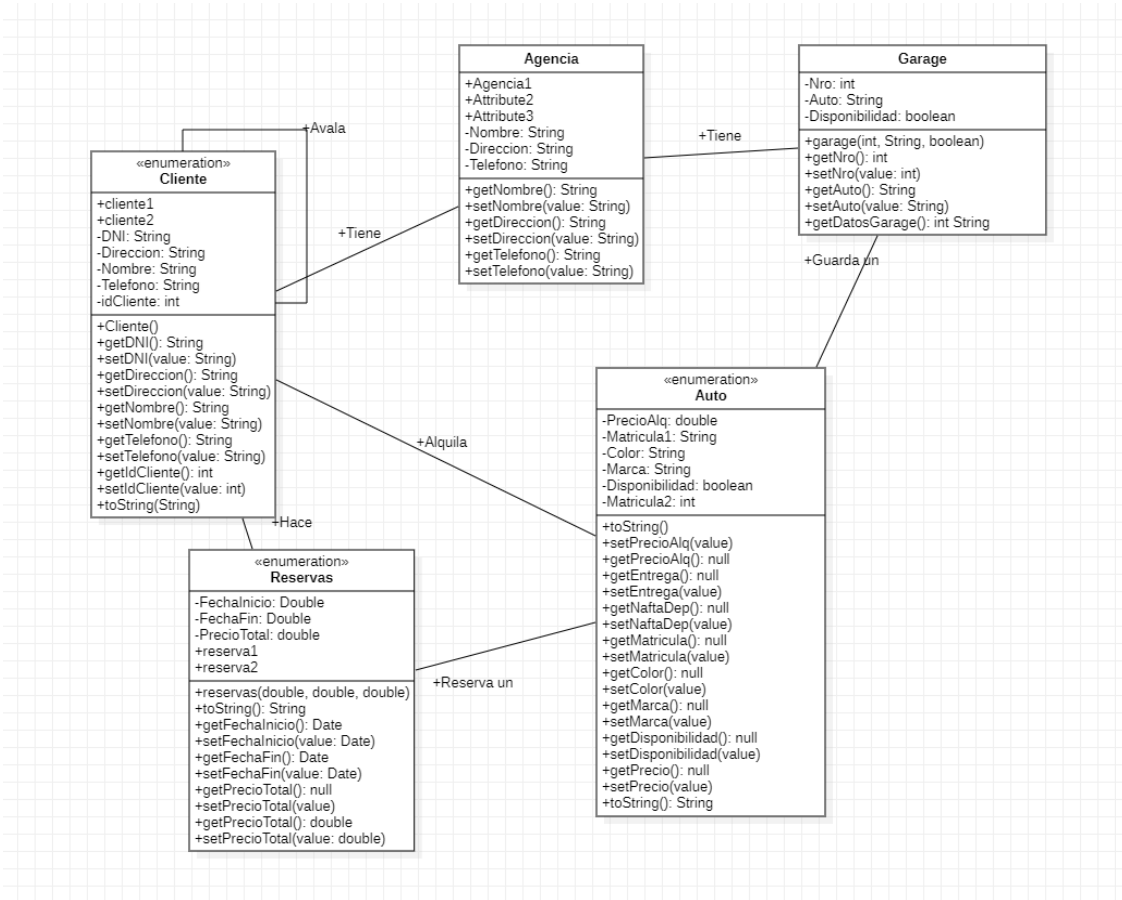 Agencia
+Agencia1
+Attribute2
+Attribute3
-Nombre: String
-Direccion: String
-Telefono: String
+getNombre(): String
+setNombre(value: String)
+getDireccion(): String
+setDireccion(value: String)
+getTelefono(): String
+setTelefono(value: String)
+Tiene
Garage
-Nro: int
-Auto: String
-Disponibilidad: boolean
+garage(int, String, boolean)
+getNro(): int
+setNro(value: int)
+getAuto(): String
+setAuto(value: String)
+getDatosGarage(): int String
+Guarda un
+Avala
«enumeration»
Cliente
+cliente1
+cliente2
-DNI: String
-Direccion: String
-Nombre: String
-Telefono: String
-idCliente: int
+Cliente()
+getDNI(): String
+setDNI(value: String)
+getDireccion(): String
+setDireccion(value: String)
+getNombre(): String
+setNombre(value: String)
+getTelefono(): String
+setTelefono(value: String)
+getIdCliente(): int
+setIdCliente(value: int)
+toString(String)
+Tiene
+Alquila
+Hace
«enumeration»
Auto
-PrecioAlq: double
-Matricula1: String
-Color: String
-Marca: String
-Disponibilidad: boolean
-Matricula2: int
+toString()
+setPrecioAlq(value)
+getPrecioAlq(): null
+getEntrega(): null
+setEntrega(value)
+getNaftaDep(): null
+setNaftaDep(value)
+getMatricula(): null
+setMatricula(value)
+getColor(): null
+setColor(value)
+getMarca(): null
+setMarca(value)
+getDisponibilidad(): null
+setDisponibilidad(value)
+getPrecio(): null
+setPrecio(value)
+toString(): String
«enumeration»
Reservas
-FechaInicio: Double
-FechaFin: Double
-PrecioTotal: double
+reserva1
+reserva2
+reservas(double, double, double)
+toString(): String
+getFechaInicio(): Date
+setFechaInicio(value: Date)
+getFechaFin(): Date
+setFechaFin(value: Date)
+getPrecioTotal(): null
+setPrecioTotal(value)
+getPrecioTotal(): double
+setPrecioTotal(value: double)
+Reserva un